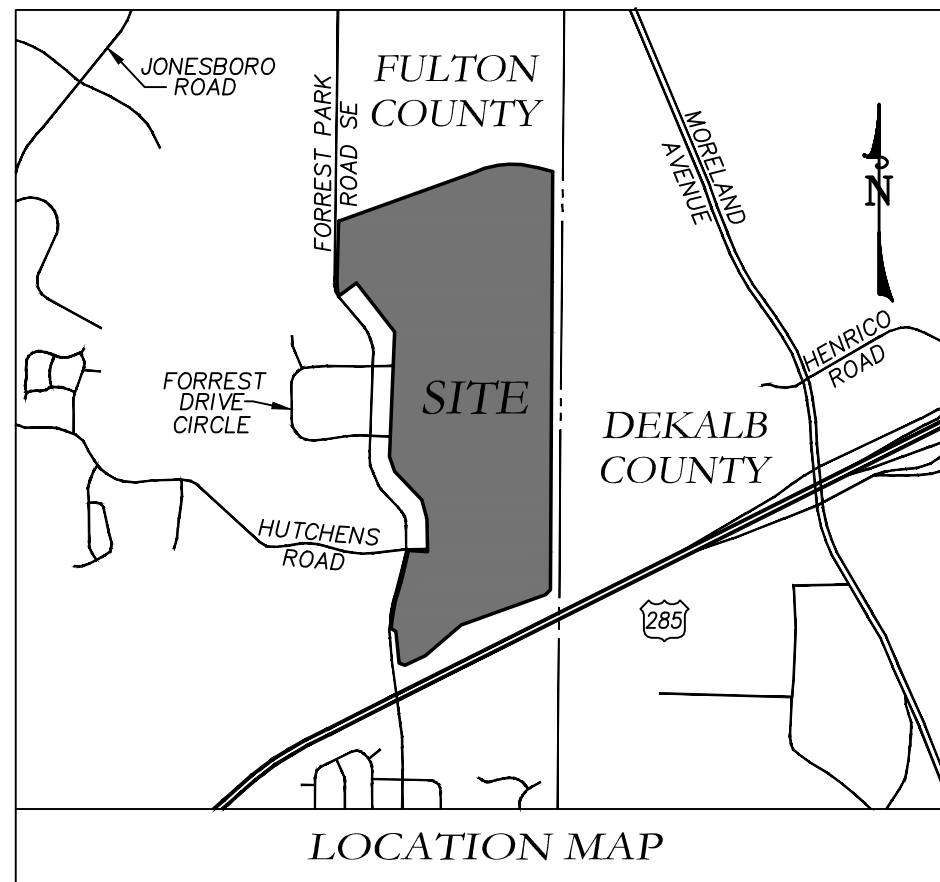 JONESBORO
ROAD
FORREST PARK
ROAD SE
FULTON
COUNTY
MORELAND
AVENUE
N
HENRICO
ROAD
FORREST
DRIVE
CIRCLE
SITE
DEKALB
COUNTY
HUTCHENS
ROAD
285
LOCATION MAP